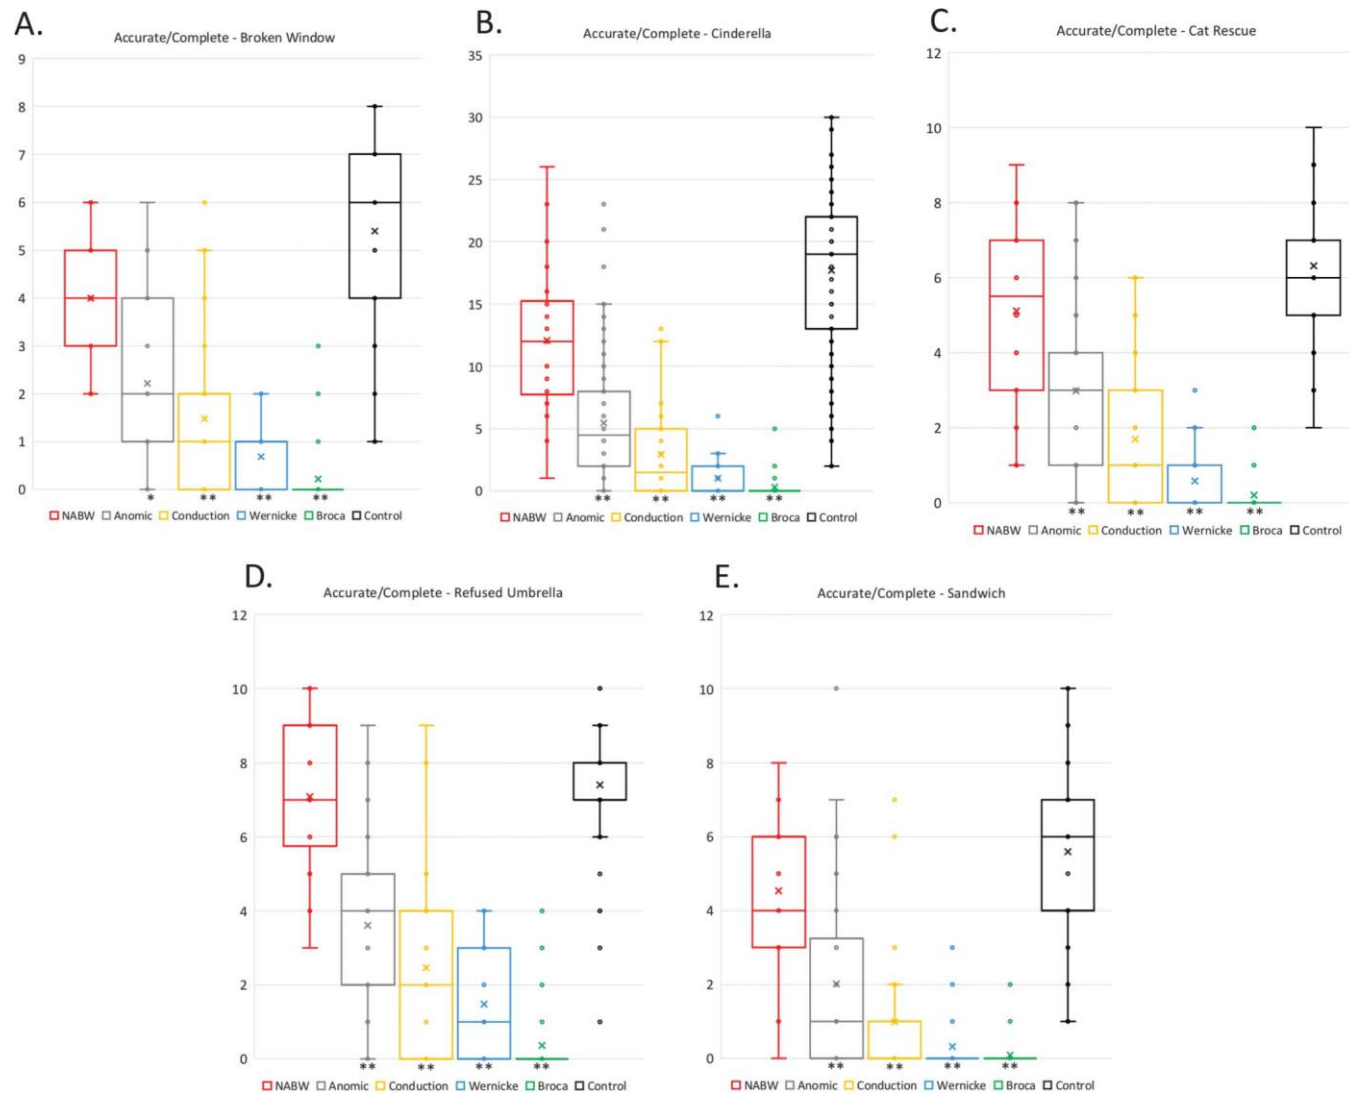 A.
Accurate/Complete - Broken Window
9
8
7
6
5
4
3
2
1
0
* ** ** **
NABW Anomic Conduction Wernicke Broca Control
B.
Accurate/Complete - Cinderella
35
30
25
20
15
10
5
0
** ** ** **
NABW Anomic Conduction Wernicke Broca Control
C.
Accurate/Complete - Cat Rescue
12
10
8
6
4
2
0
** ** ** **
NABW Anomic Conduction Wernicke Broca Control
D.
Accurate/Complete - Refused Umbrella
12
10
8
6
4
2
0
** ** ** **
NABW Anomic Conduction Wernicke Broca Control
E.
Accurate/Complete - Sandwich
12
10
8
6
4
2
0
** ** ** **
NABW Anomic Conduction Wernicke Broca Control